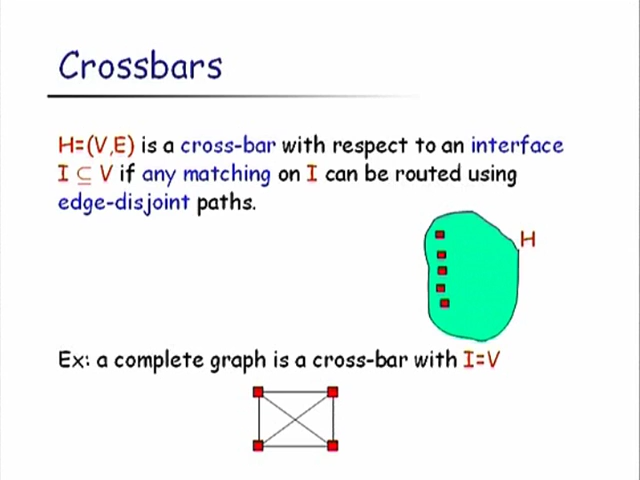 Crossbars
H=(V,E) is a cross-bar with respect to an interface
I ⊆ V if any matching on I can be routed using
edge-disjoint paths.
H
Ex: a complete graph is a cross-bar with I=V